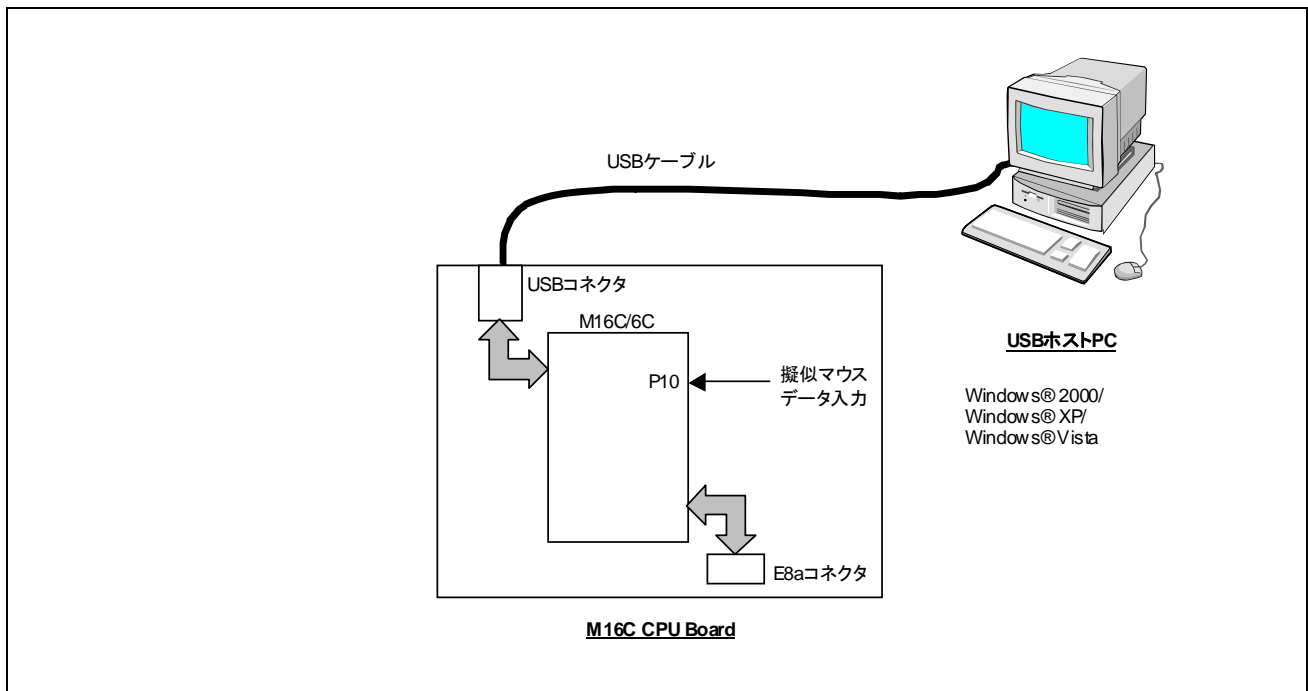 USBケーブル
USBコネクタ
M16C/6C
P10
擬似マウス
データ入力
E8aコネクタ
M16C CPU Board
USBホストPC
Windows® 2000/
Windows® XP/
Windows® Vista